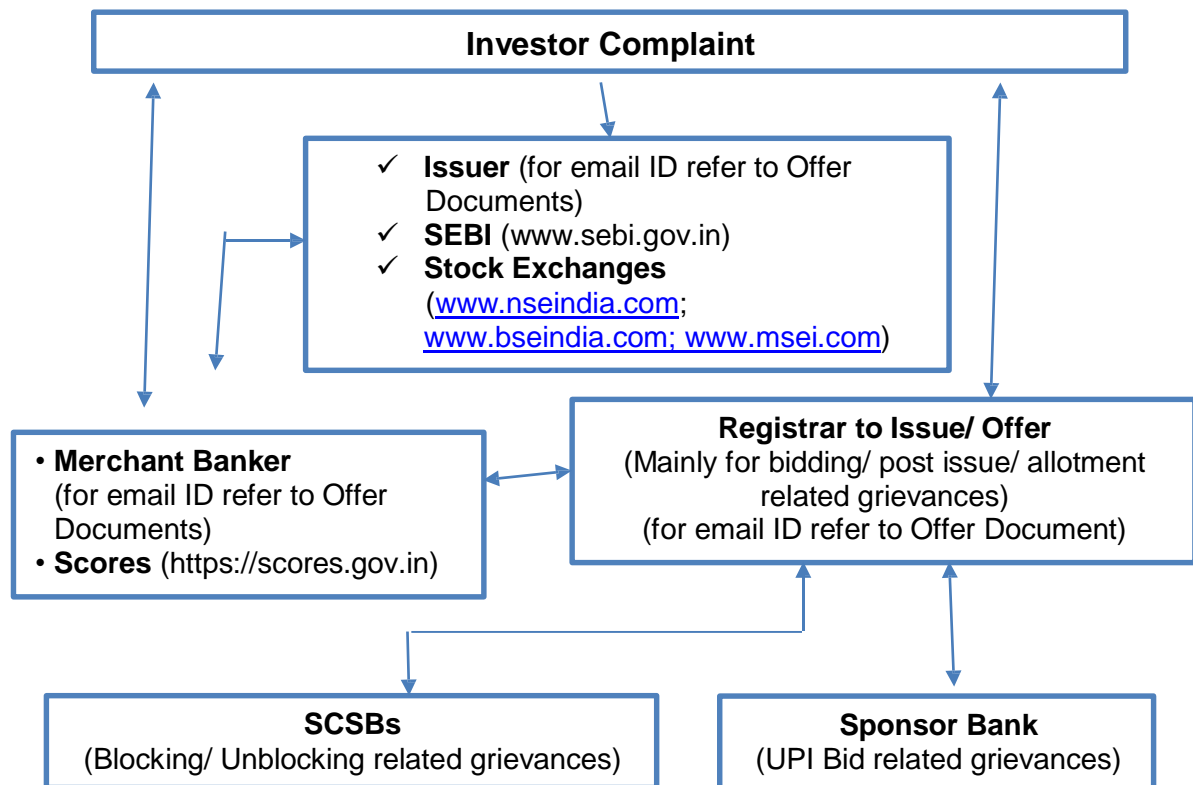 Investor Complaint
✓ Issuer (for email ID refer to Offer
Documents)
✓ SEBI (www.sebi.gov.in)
✓ Stock Exchanges
(www.nseindia.com;
www.bseindia.com; www.msei.com)
• Merchant Banker
(for email ID refer to Offer
Documents)
• Scores (https://scores.gov.in)
Registrar to Issue/ Offer
(Mainly for bidding/ post issue/ allotment
related grievances)
(for email ID refer to Offer Document)
SCSBs
(Blocking/ Unblocking related grievances)
Sponsor Bank
(UPI Bid related grievances)